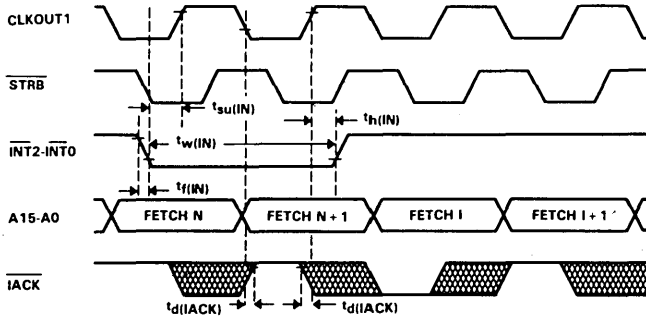 CLKOUT1
STRB
tsu(IN)
th(IN)
tw(IN)
INT2-INT0
tf(IN)
A15-A0
FETCH N
FETCH N + 1
FETCH I
FETCH I + 1
IACK
td(IACK)
td(IACK)